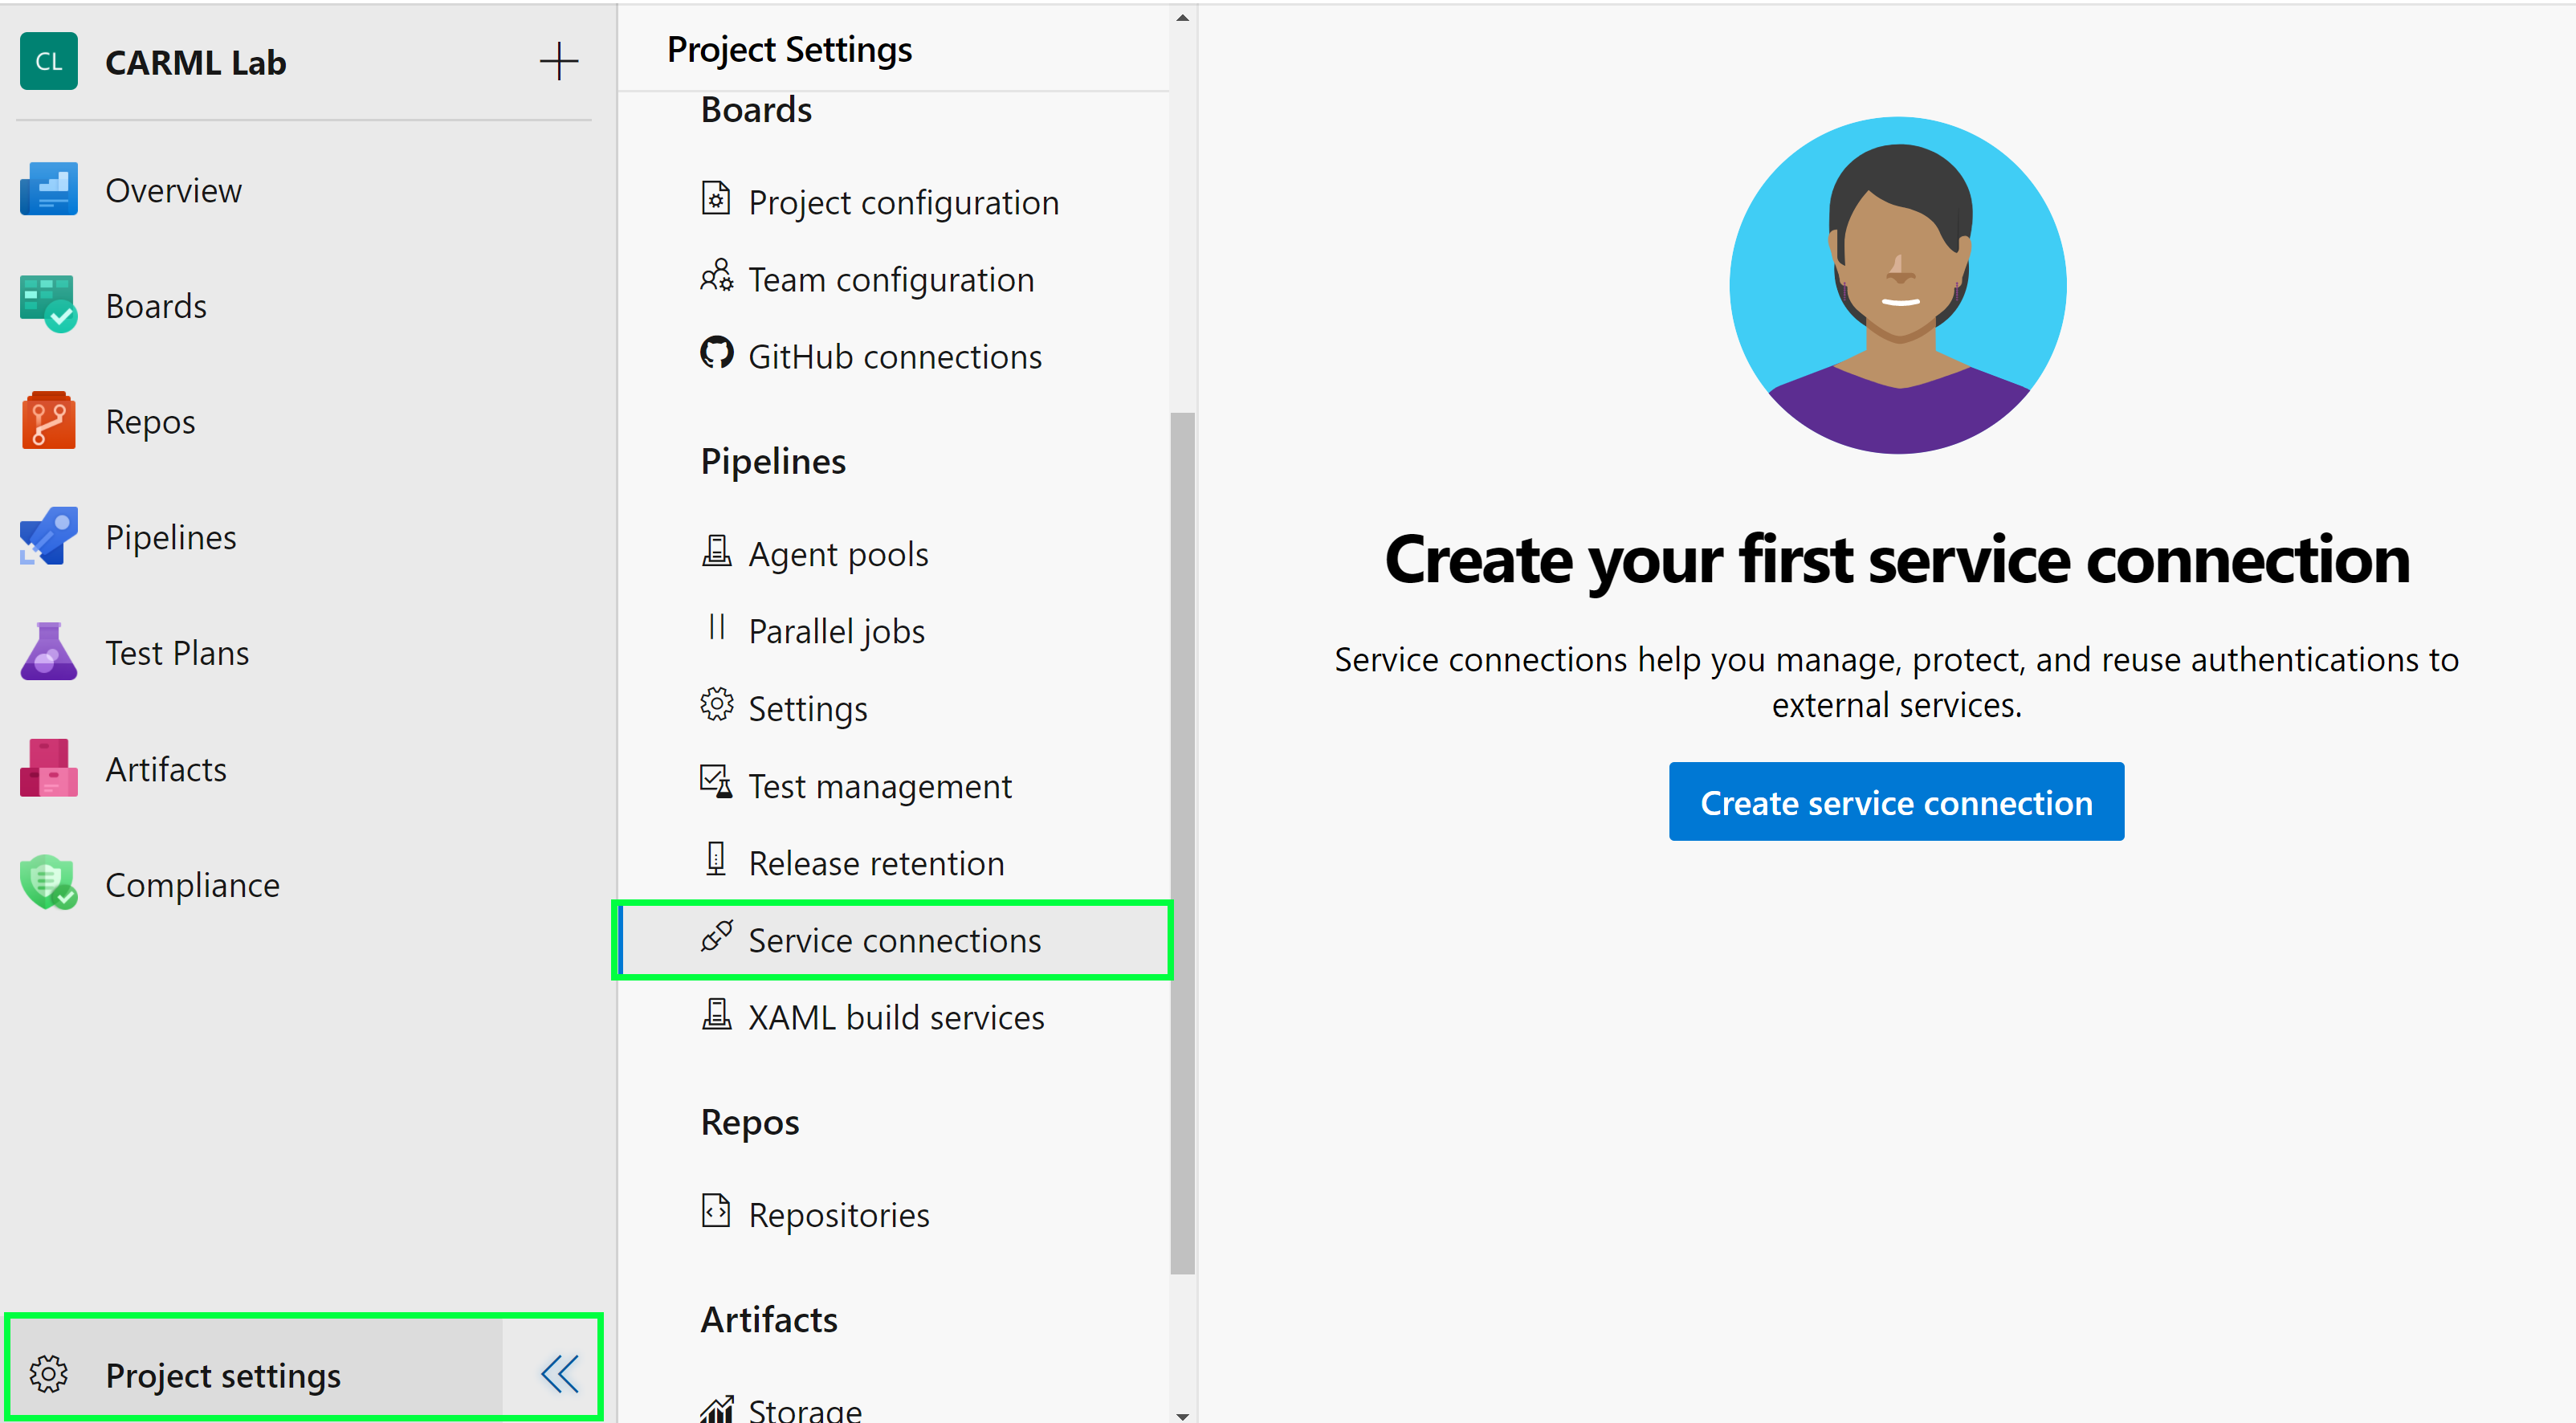 CL
CARML Lab
Overview
Boards
Repos
Pipelines
Test Plans
Artifacts
Compliance
Project settings
Project Settings
Boards
Project configuration
Team configuration
GitHub connections
Pipelines
Agent pools
Parallel jobs
Settings
Test management
Release retention
Service connections
XAML build services
Repos
Repositories
Artifacts
Storage
Create your first service connection
Service connections help you manage, protect, and reuse authentications to
external services.
Create service connection